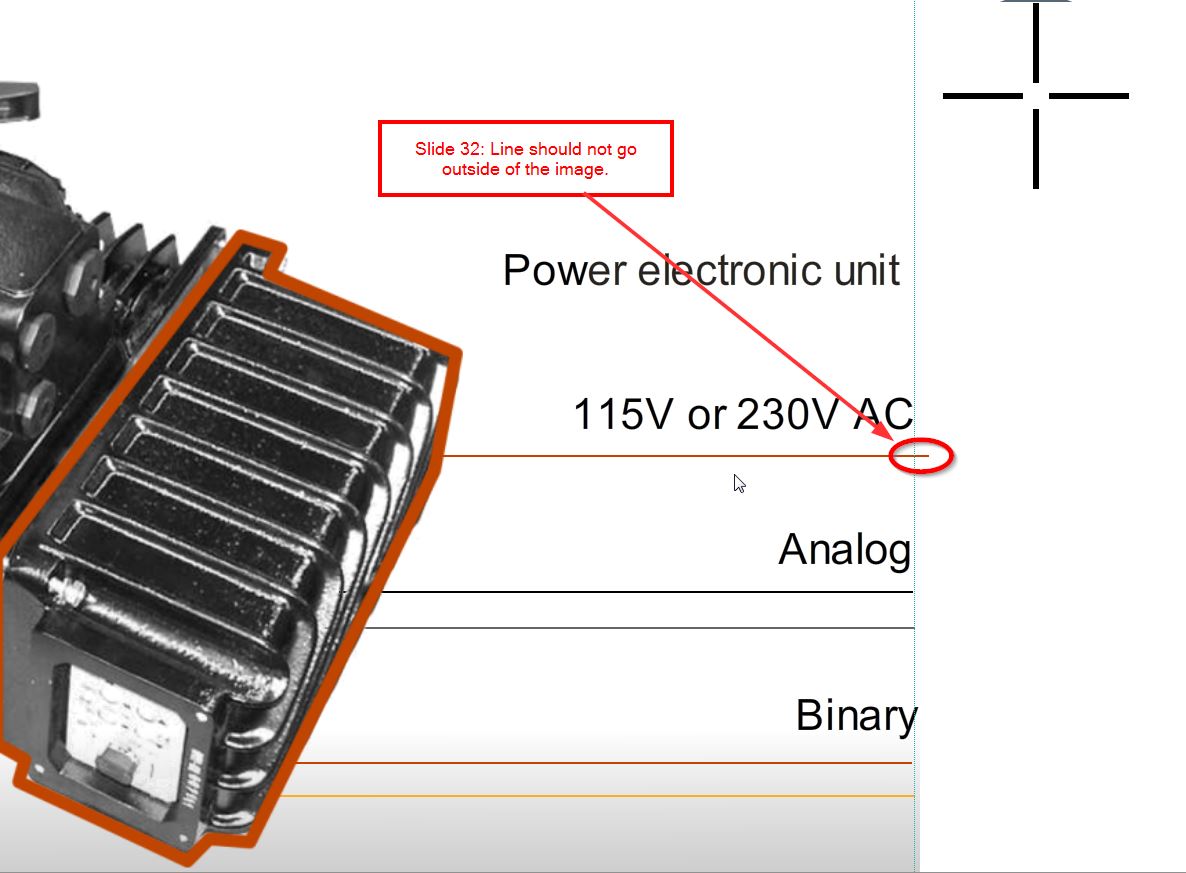 Slide 32: Line should not go
outside of the image.
Power electronic unit
115V or 230V AC
Analog
Binary